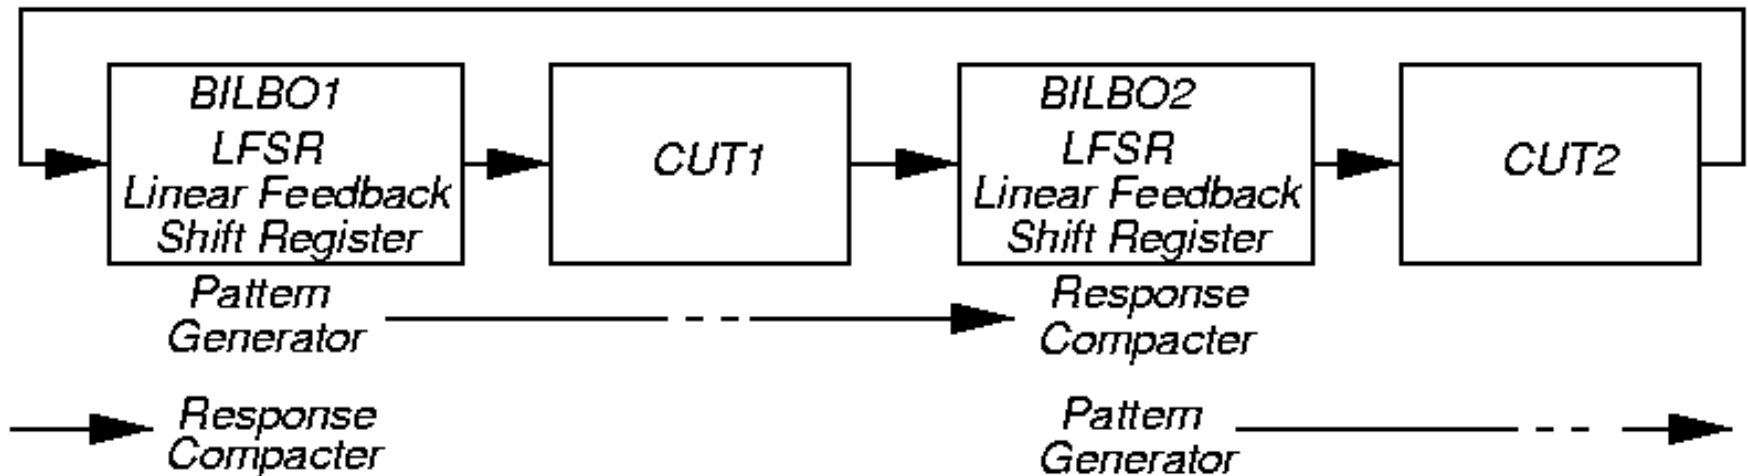 BILBO1
LFSR
Linear Feedback
Shift Register
CUT1
BILBO2
LFSR
Linear Feedback
Shift Register
CUT2
Pattern
Generator
Response
Compacter
Response
Compacter
Pattern
Generator